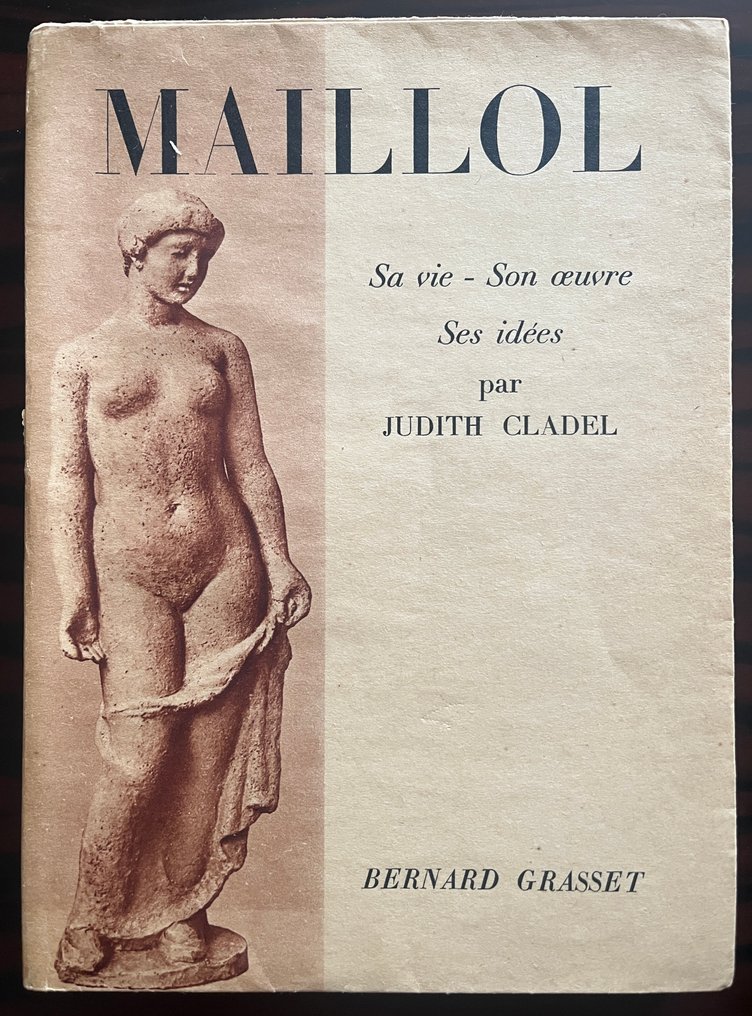 MAILLOL
Sa vie - Son œuvre
Ses idées
par
JUDITH CLADEL
BERNARD GRASSET